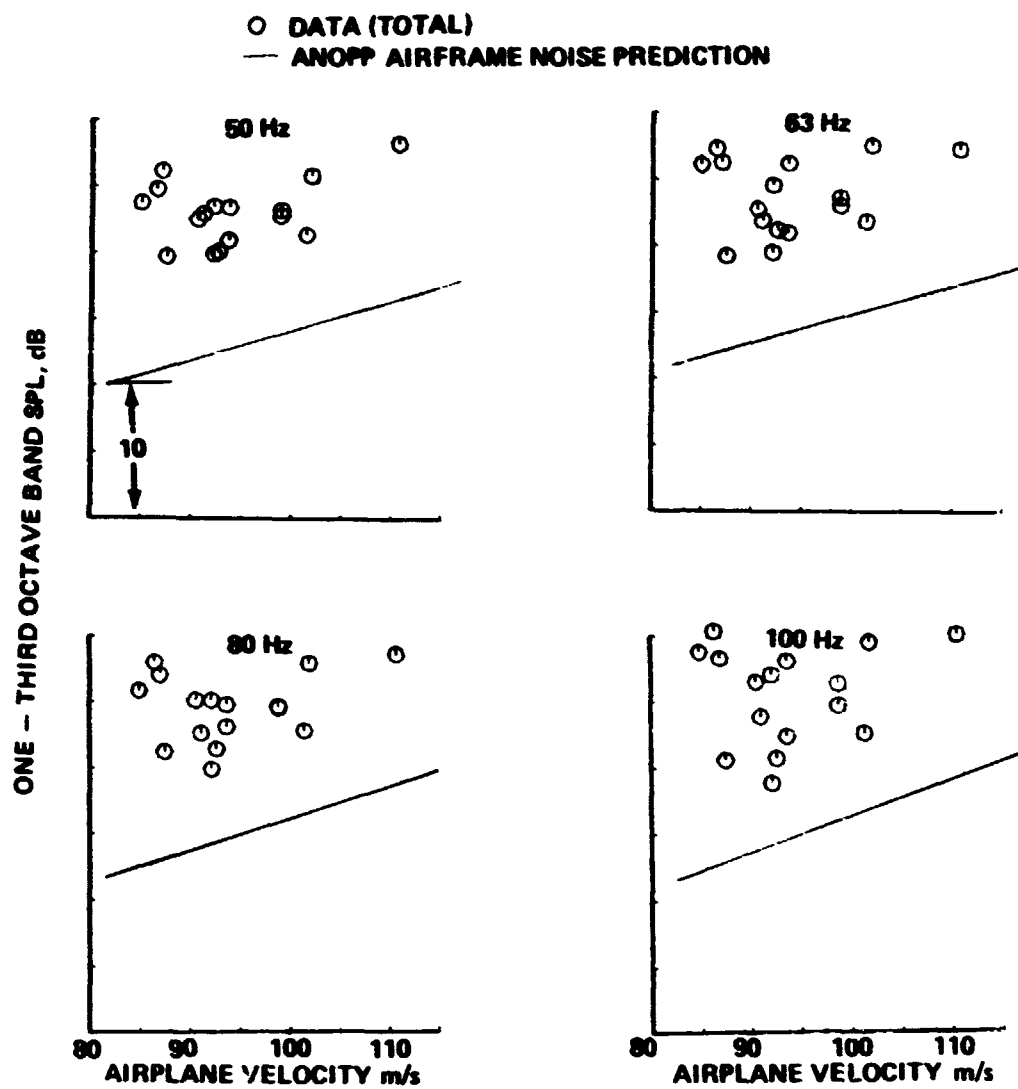 DATA (TOTAL)
ANOPP AIRFRAME NOISE PREDICTION
50 Hz
63 Hz
10
ONE – THIRD OCTAVE BAND SPL, dB
80 Hz
100 Hz
80 90 100 110
80 90 100 110
AIRPLANE VELOCITY m/s
AIRPLANE VELOCITY m/s